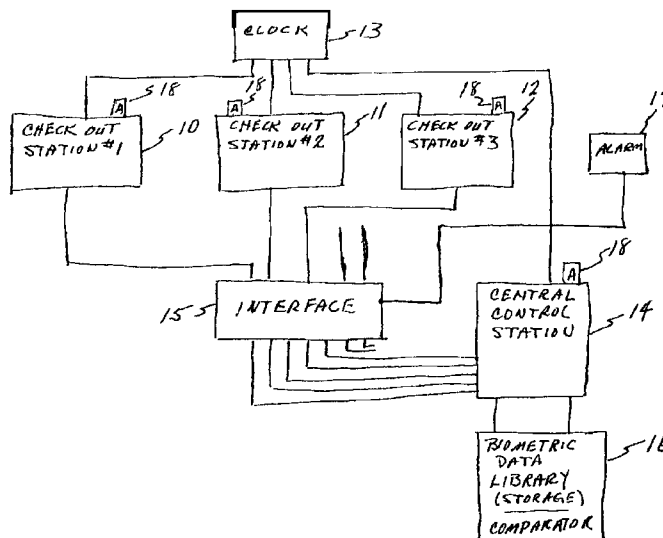 CLOCK
13
A
18
A
18
18
A
12
CHECK OUT
STATION #1
10
CHECK OUT
STATION #2
11
CHECK OUT
STATION #3
ALARM
INTERFACE
15
A
18
CENTRAL
CONTROL
STATION
14
BIOMETRIC
DATA
LIBRARY
(STORAGE)
COMPARATOR
16